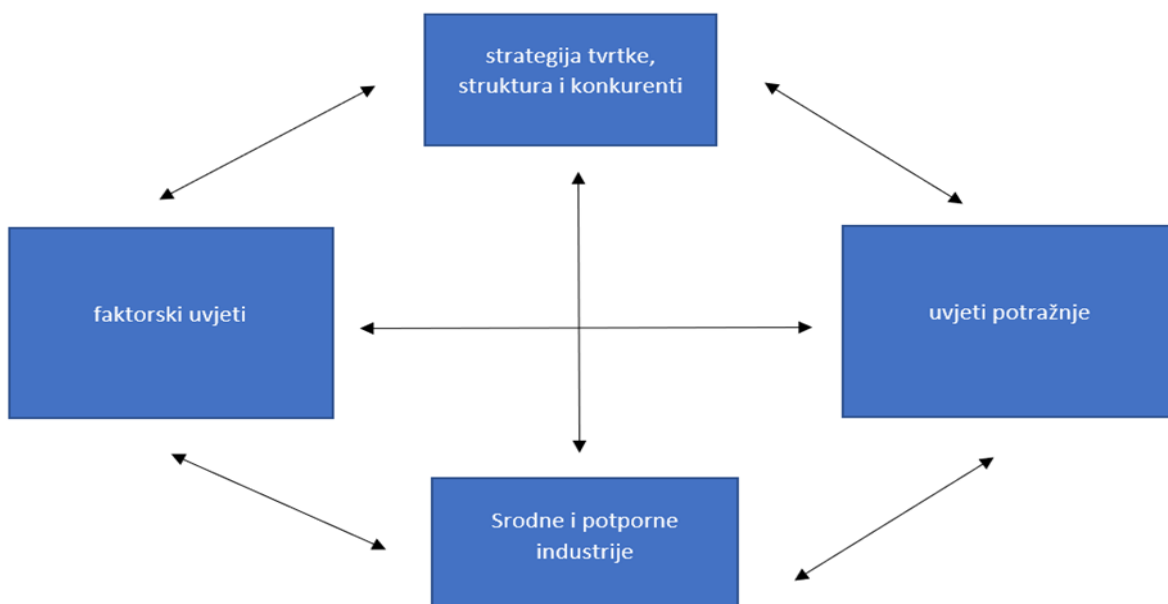 strategija tvrtke,
struktura i konkurenti
faktorski uvjeti
uvjeti potražnje
Srodne i potporne
industrije